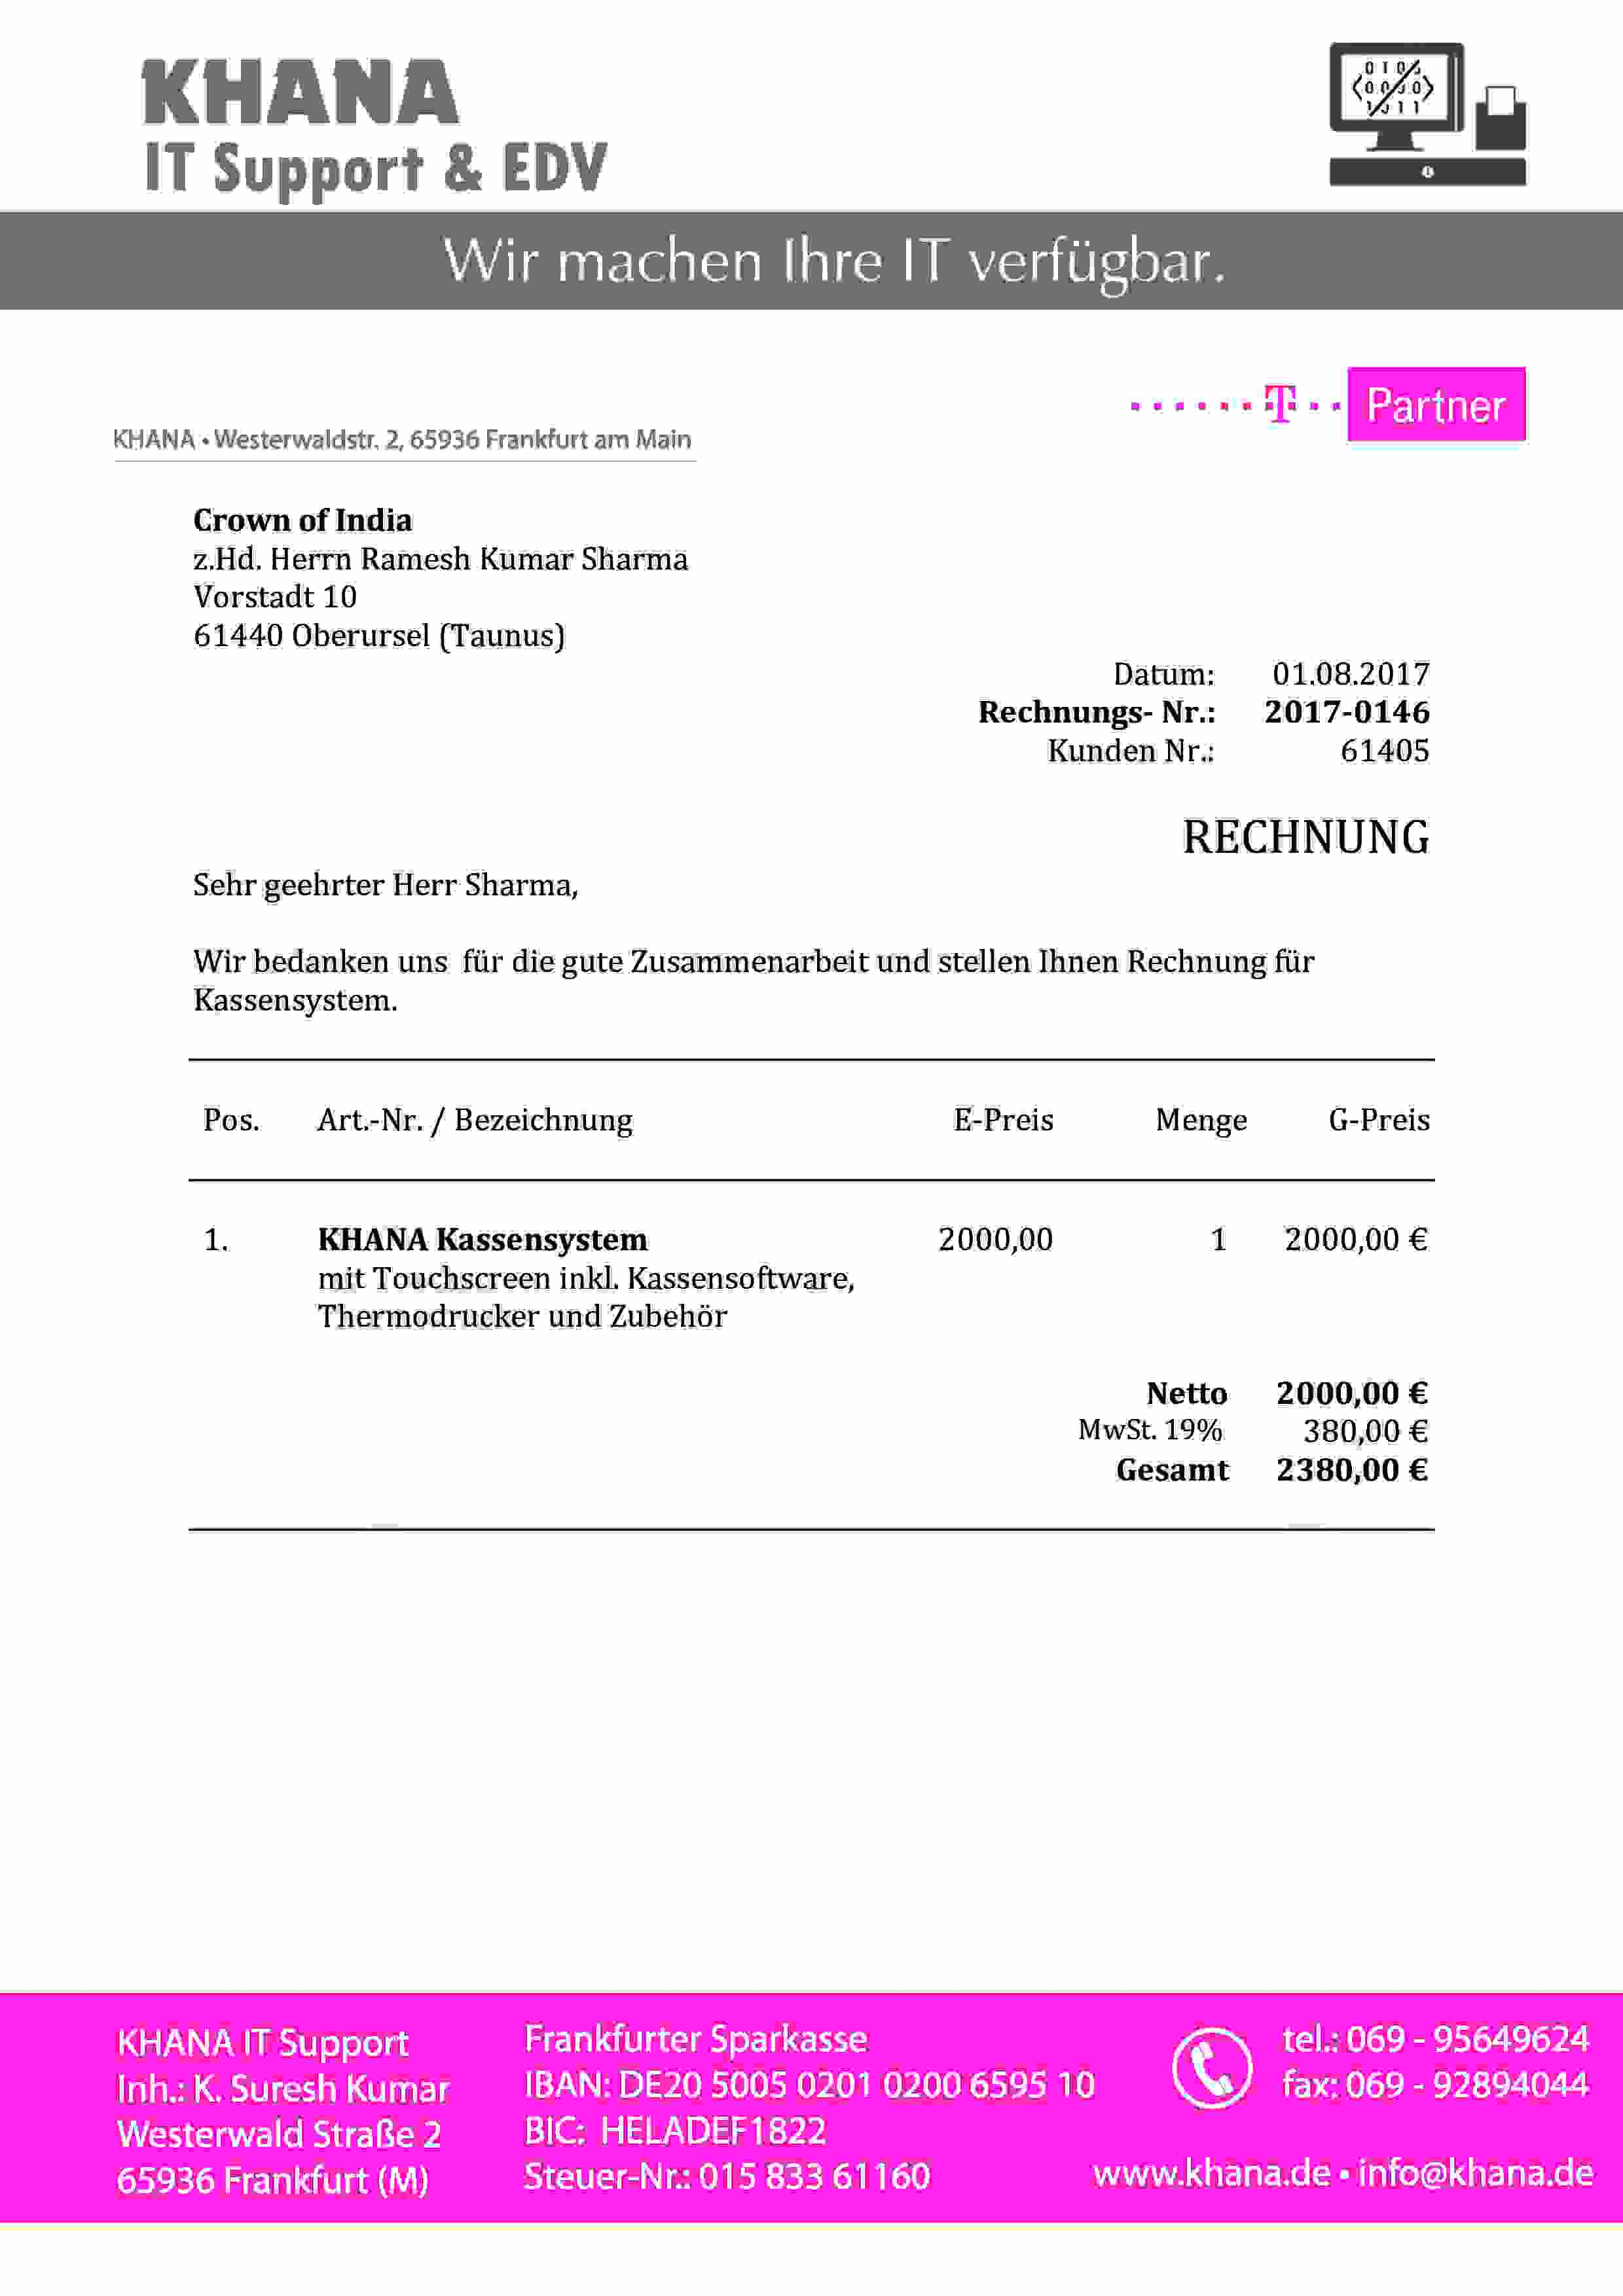 KHANA
IT Support & EDV
Wir machen Ihre IT verfügbar.
T Partner
KHANA • Westerwaldstr. 2, 65936 Frankfurt am Main
Crown of India
z.Hd. Herrn Ramesh Kumar Sharma
Vorstadt 10
61440 Oberursel (Taunus)
Datum: 01.08.2017
Rechnungs- Nr.: 2017-0146
Kunden Nr.: 61405
RECHNUNG
Sehr geehrter Herr Sharma,
Wir bedanken uns für die gute Zusammenarbeit und stellen Ihnen Rechnung für
Kassensystem.
Pos. Art.-Nr. / Bezeichnung E-Preis Menge G-Preis
1. KHANA Kassensystem 2000,00 1 2000,00 €
mit Touchscreen inkl. Kassensoftware,
Thermodrucker und Zubehör
Netto 2000,00 €
MwSt. 19% 380,00 €
Gesamt 2380,00 €
KHANA IT Support
Inh.: K. Suresh Kumar
Westerwald Straße 2
65936 Frankfurt (M)
Frankfurter Sparkasse
IBAN: DE20 5005 0201 0200 6595 10
BIC: HELADEF1822
Steuer-Nr.: 015 833 61160
tel.: 069 - 95649624
fax: 069 - 92894044
www.khana.de • info@khana.de